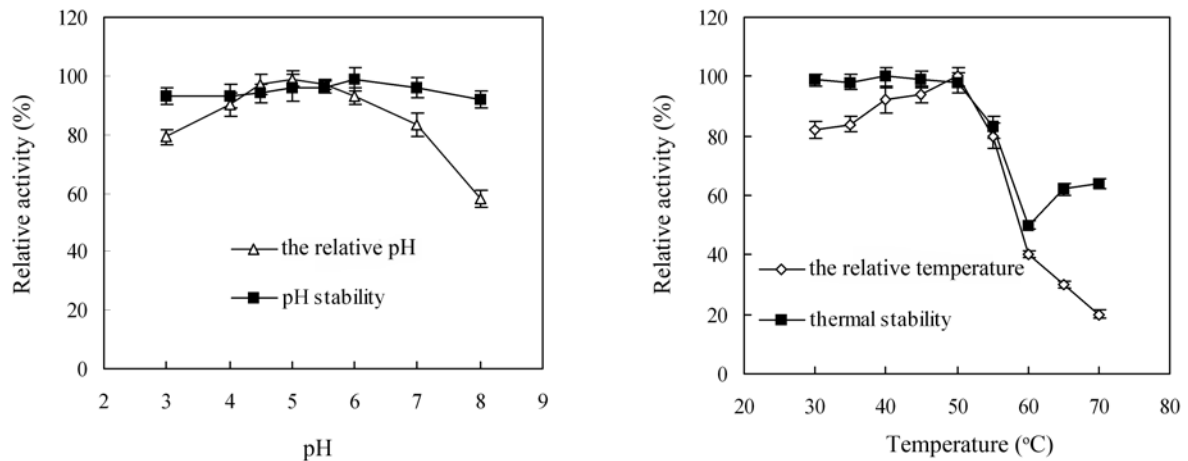 120
100
80
60
40
20
0
Relative activity (%)
the relative pH
pH stability
2 3 4 5 6 7 8 9
pH
120
100
80
60
40
20
0
Relative activity (%)
the relative temperature
thermal stability
20 30 40 50 60 70 80
Temperature (°C)